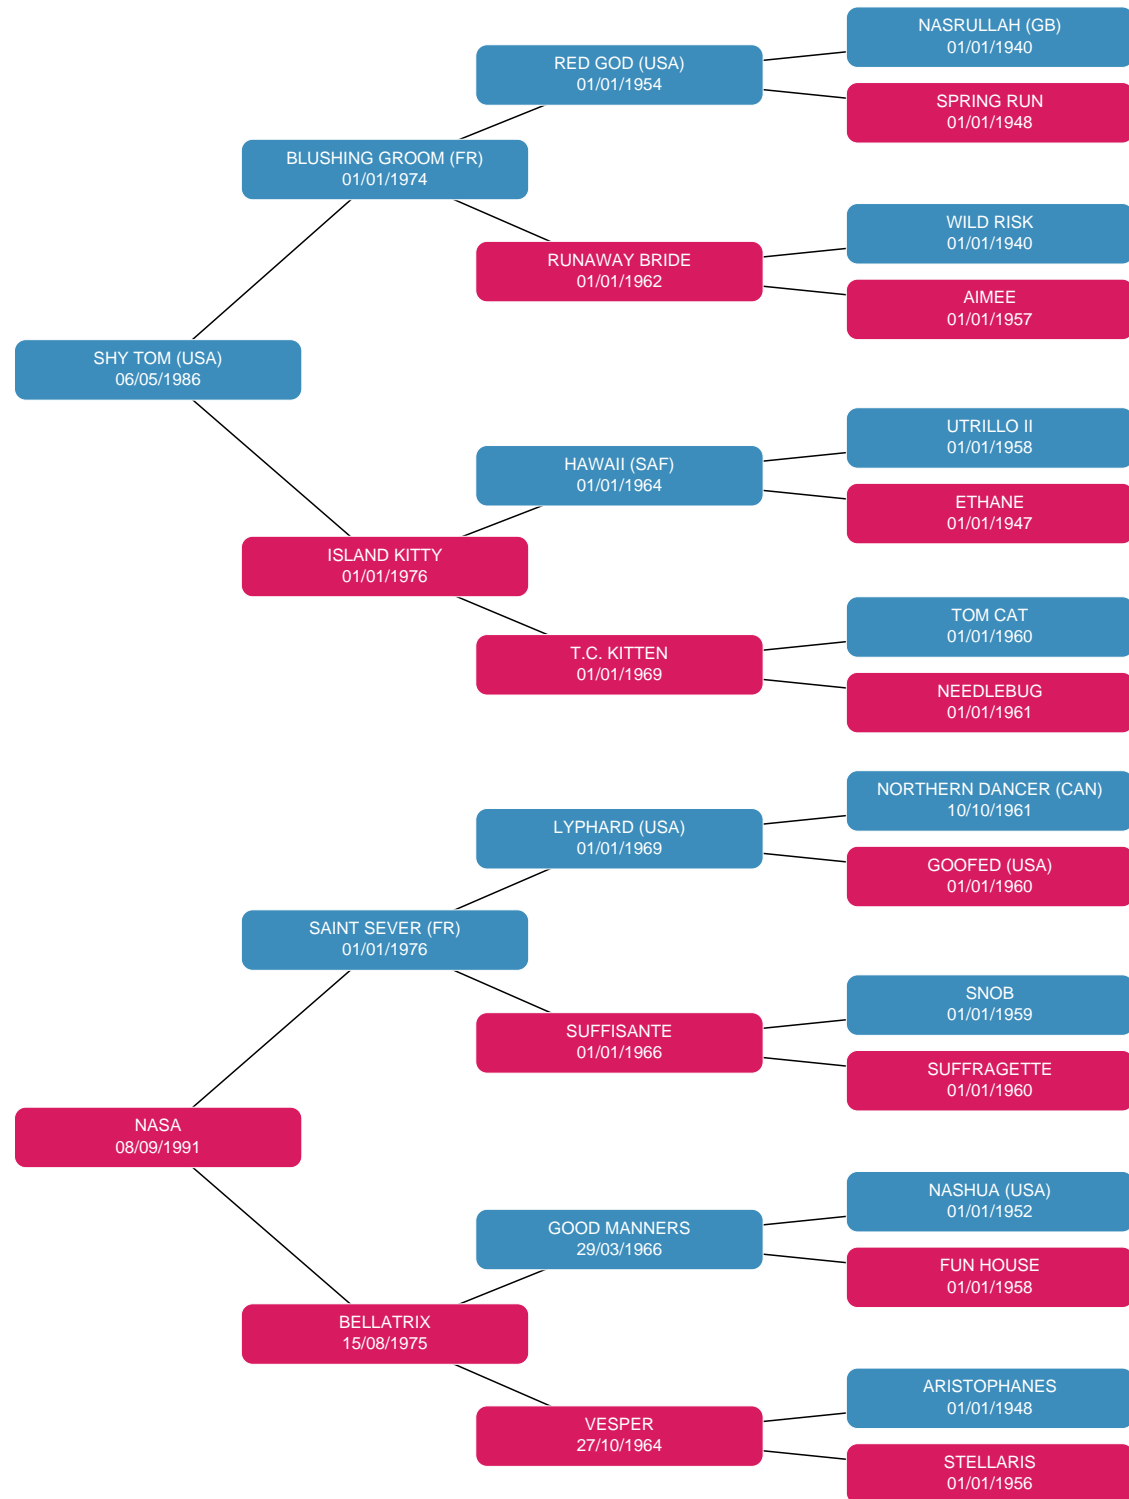 NASRULLAH (GB)
01/01/1940
RED GOD (USA)
01/01/1954
SPRING RUN
01/01/1948
BLUSHING GROOM (FR)
01/01/1974
WILD RISK
01/01/1940
RUNAWAY BRIDE
01/01/1962
AIMEE
01/01/1957
SHY TOM (USA)
06/05/1986
UTRILLO II
01/01/1958
HAWAII (SAF)
01/01/1964
ETHANE
01/01/1947
ISLAND KITTY
01/01/1976
TOM CAT
01/01/1960
T.C. KITTEN
01/01/1969
NEEDLEBUG
01/01/1961
NORTHERN DANCER (CAN)
10/10/1961
LYPHARD (USA)
01/01/1969
GOOFED (USA)
01/01/1960
SAINT SEVER (FR)
01/01/1976
SNOB
01/01/1959
SUFFISANTE
01/01/1966
SUFFRAGETTE
01/01/1960
NASA
08/09/1991
NASHUA (USA)
01/01/1952
GOOD MANNERS
29/03/1966
FUN HOUSE
01/01/1958
BELLATRIX
15/08/1975
ARISTOPHANES
01/01/1948
VESPER
27/10/1964
STELLARIS
01/01/1956